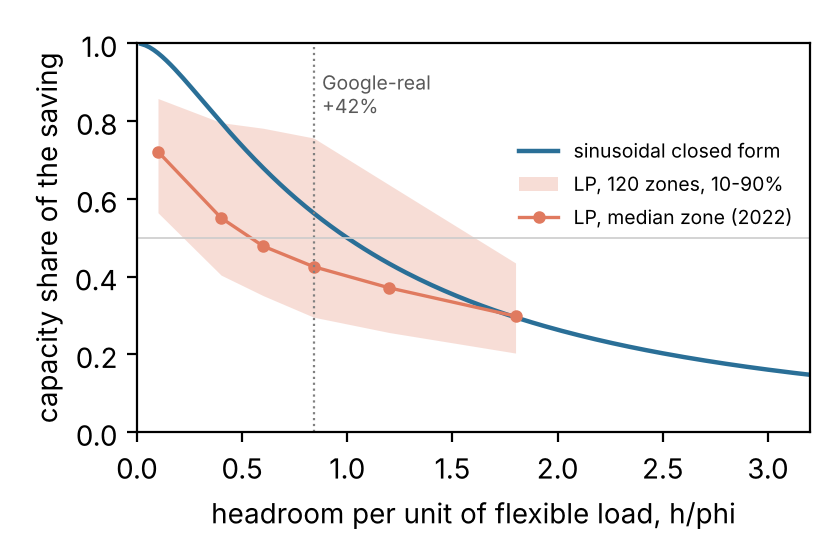 capacity share of the saving
1.0
0.8
0.6
0.4
0.2
0.0
Google-real
+42%
sinusoidal closed form
LP, 120 zones, 10-90%
LP, median zone (2022)
0.0 0.5 1.0 1.5 2.0 2.5 3.0
headroom per unit of flexible load, h/phi